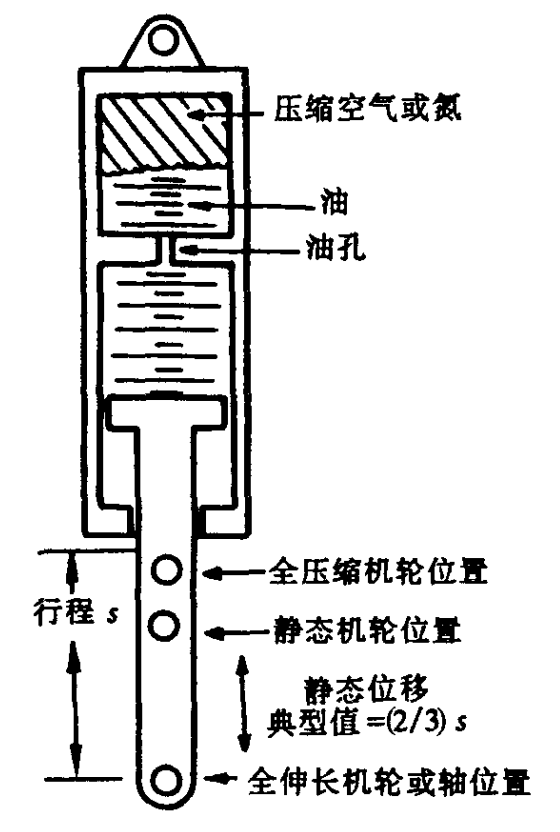 压缩空气或氮
油
油孔
全压缩机轮位置
行程 s
静态机轮位置
静态位移
典型值=(2/3) s
全伸长机轮或轴位置